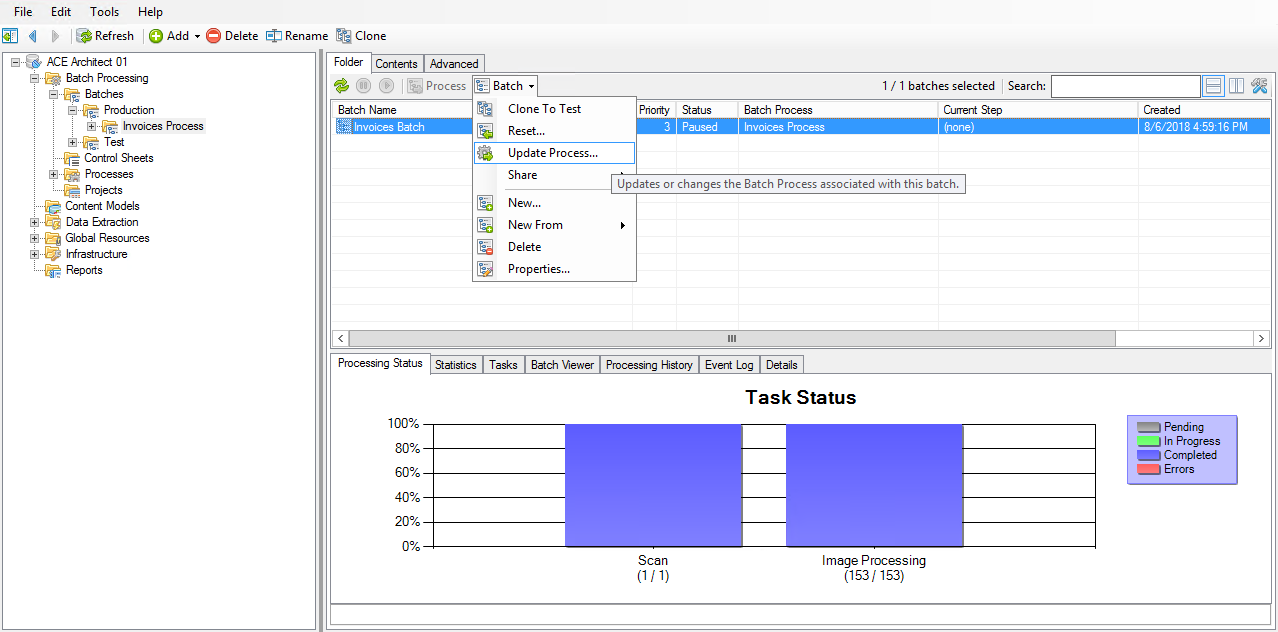 File Edit Tools Help
Refresh Add Delete Rename Clone
ACE Architect 01
Batch Processing
Batches
Production
Invoices Process
Test
Control Sheets
Processes
Projects
Content Models
Data Extraction
Global Resources
Infrastructure
Reports
Folder Contents Advanced
Process Batch 1 / 1 batches selected Search:
Batch Name Priority Status Batch Process Current Step Created
Invoices Batch 3 Paused Invoices Process (none) 8/6/2018 4:59:16 PM
Clone To Test
Reset...
Update Process...
Share
Updates or changes the Batch Process associated with this batch.
New...
New From
Delete
Properties...
Processing Status Statistics Tasks Batch Viewer Processing History Event Log Details
Task Status
100%
80%
60%
40%
20%
0%
Scan
(1 / 1)
Image Processing
(153 / 153)
Pending
In Progress
Completed
Errors